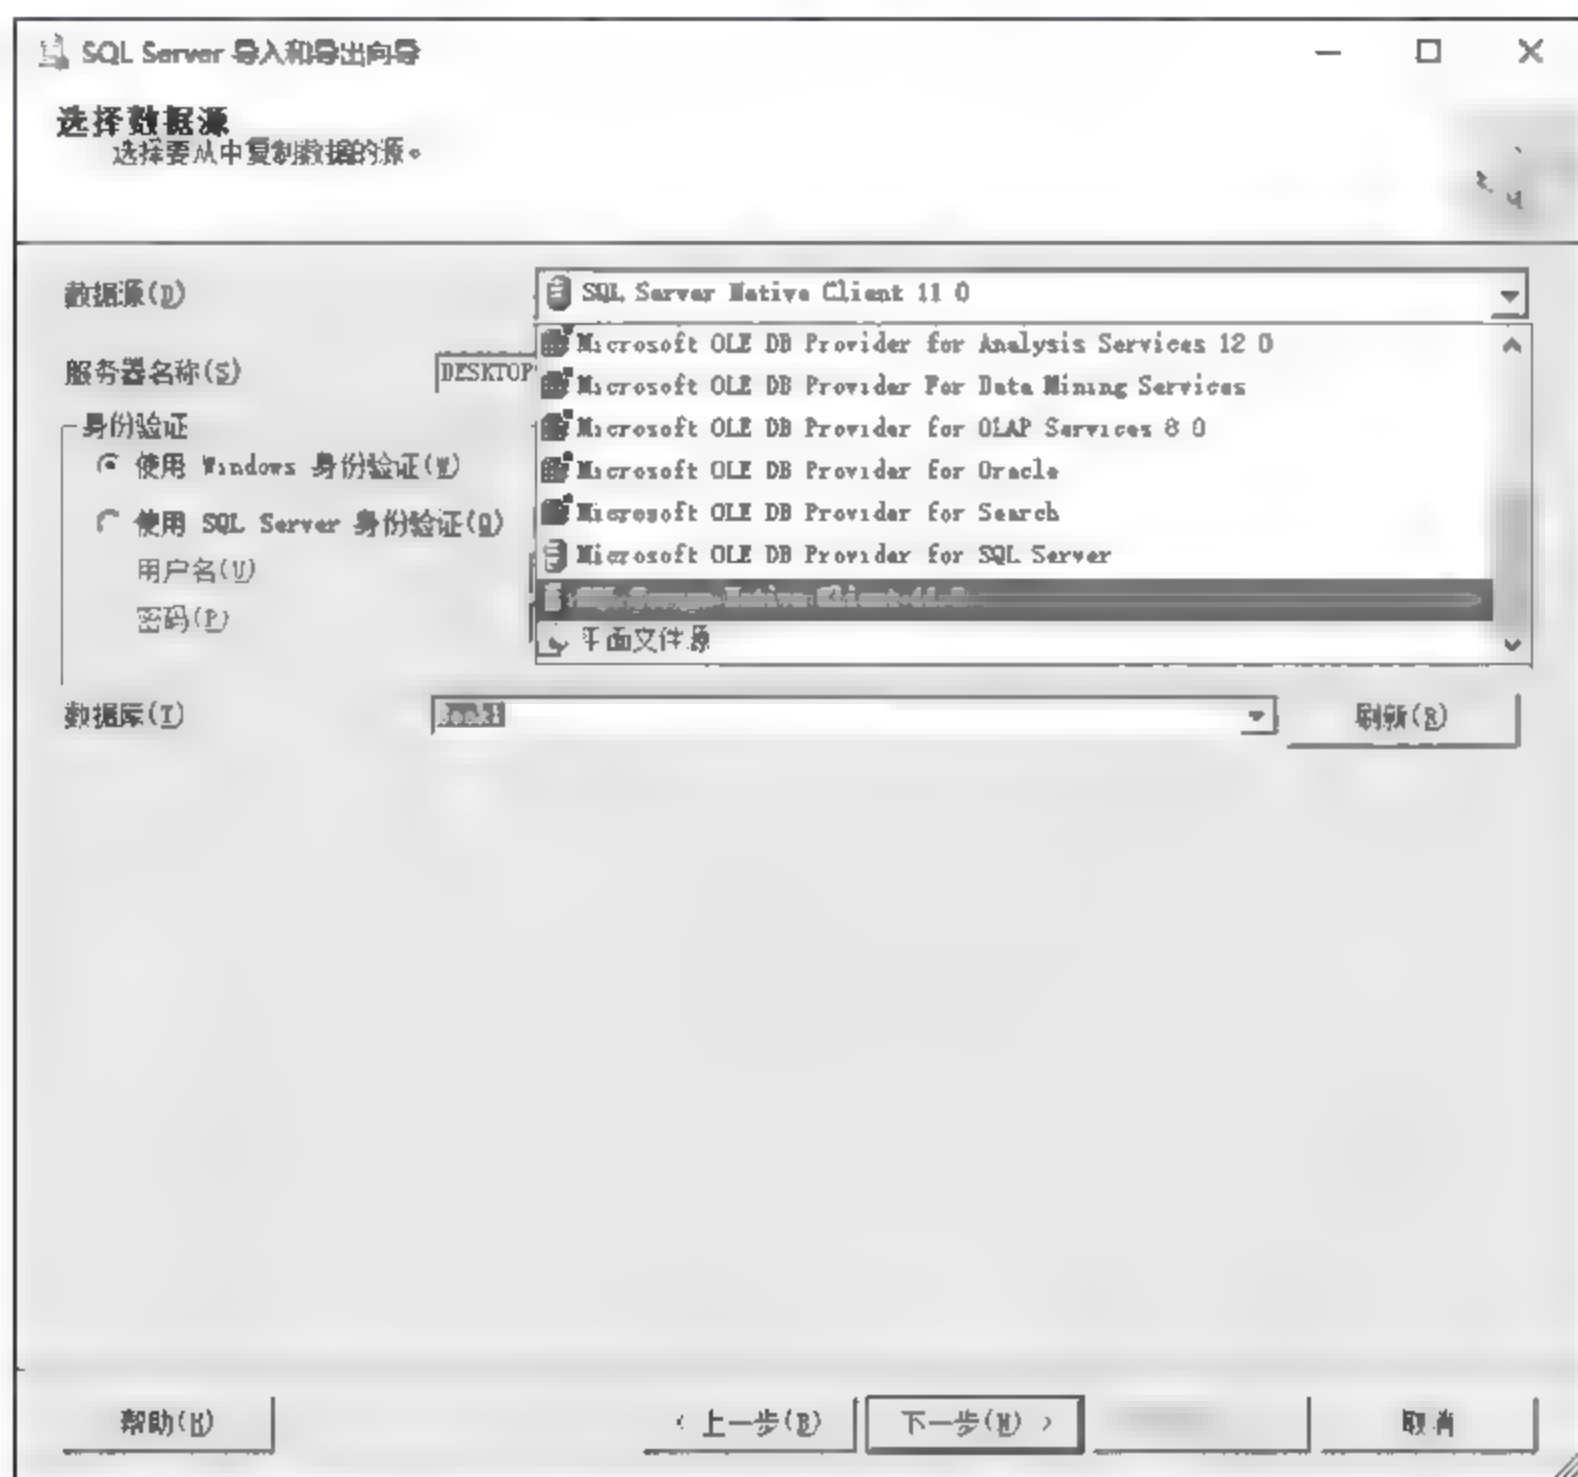 SQL Server 导入和导出向导
选择数据源
选择要从中复制数据的源。
数据源(D)
SQL Server Native Client 11 0
Microsoft OLE DB Provider for Analysis Services 12 0
服务器名称(S)
DESKTOP
Microsoft OLE DB Provider For Data Mining Services
身份验证
Microsoft OLE DB Provider for OLAP Services 8 0
使用 Windows 身份验证(W)
Microsoft OLE DB Provider for Oracle
使用 SQL Server 身份验证(Q)
Microsoft OLE DB Provider for Search
用户名(U)
Microsoft OLE DB Provider for SQL Server
SQL Server Native Client 11 0
密码(P)
平面文件源
数据库(T)
刷新(R)
帮助(H)
< 上一步(B)
下一步(N) >
取消